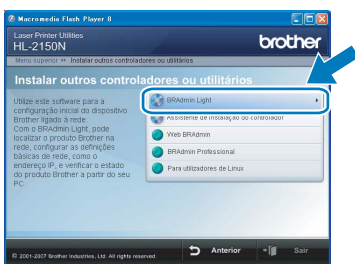 Macromedia Flash Player 8
Laser Printer Utilities
HL-2150N
brother
Menu superior >> Instalar outros controladores ou utilitários
Instalar outros controladores ou utilitários
Utilize este software para a
configuração inicial do dispositivo
Brother ligado à rede.
Com o BRAdmin Light, pode
localizar o produto Brother na
rede, configurar as definições
básicas de rede, como o
endereço IP, e verificar o estado
do produto Brother a partir do seu
PC.
BRAdmin Light
Assistente de instalação do controlador
Web BRAdmin
BRAdmin Professional
Para utilizadores de Linux
© 2001-2007 Brother Industries, Ltd. All rights reserved.
Anterior
Sair